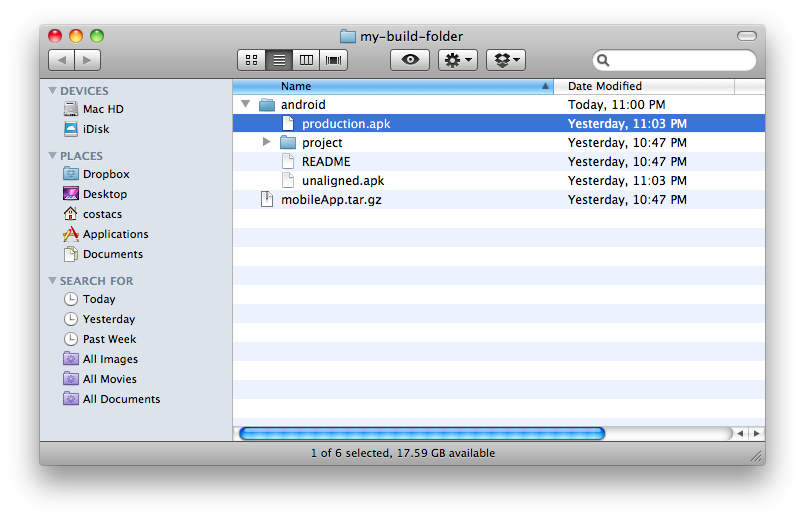 my-build-folder
DEVICES
Mac HD
iDisk
PLACES
Dropbox
Desktop
costacs
Applications
Documents
SEARCH FOR
Today
Yesterday
Past Week
All Images
All Movies
All Documents
Name Date Modified
android Today, 11:00 PM
production.apk Yesterday, 11:03 PM
project Yesterday, 10:47 PM
README Yesterday, 10:47 PM
unaligned.apk Yesterday, 11:03 PM
mobileApp.tar.gz Yesterday, 10:47 PM
1 of 6 selected, 17.59 GB available